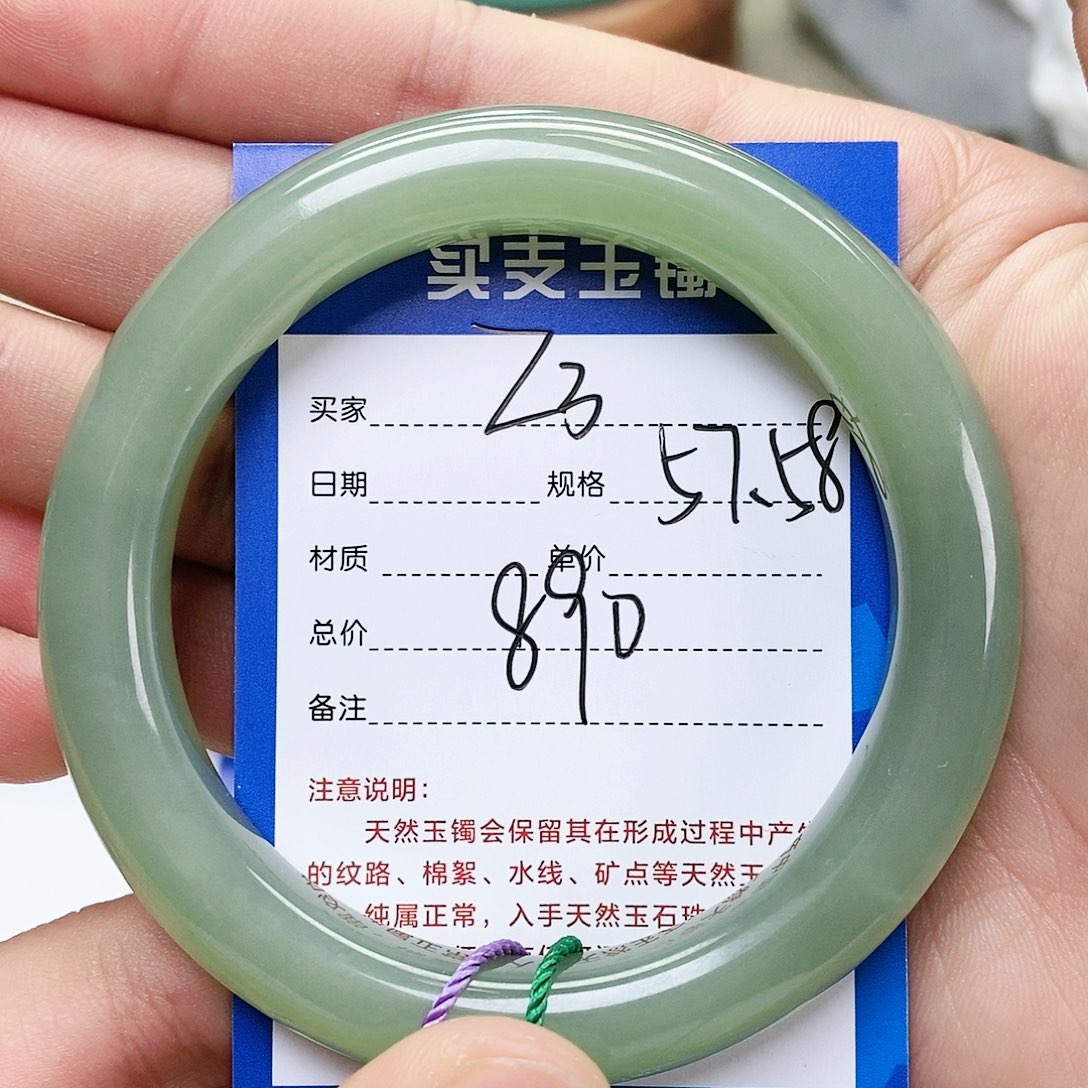 买支玉镯
买家 Z3
日期 规格 57.58
材质 单价
总价 890
备注
注意说明:
天然玉镯会保留其在形成过程中产生
的纹路、棉絮、水线、矿点等天然玉
纯属正常,入手天然玉石珠